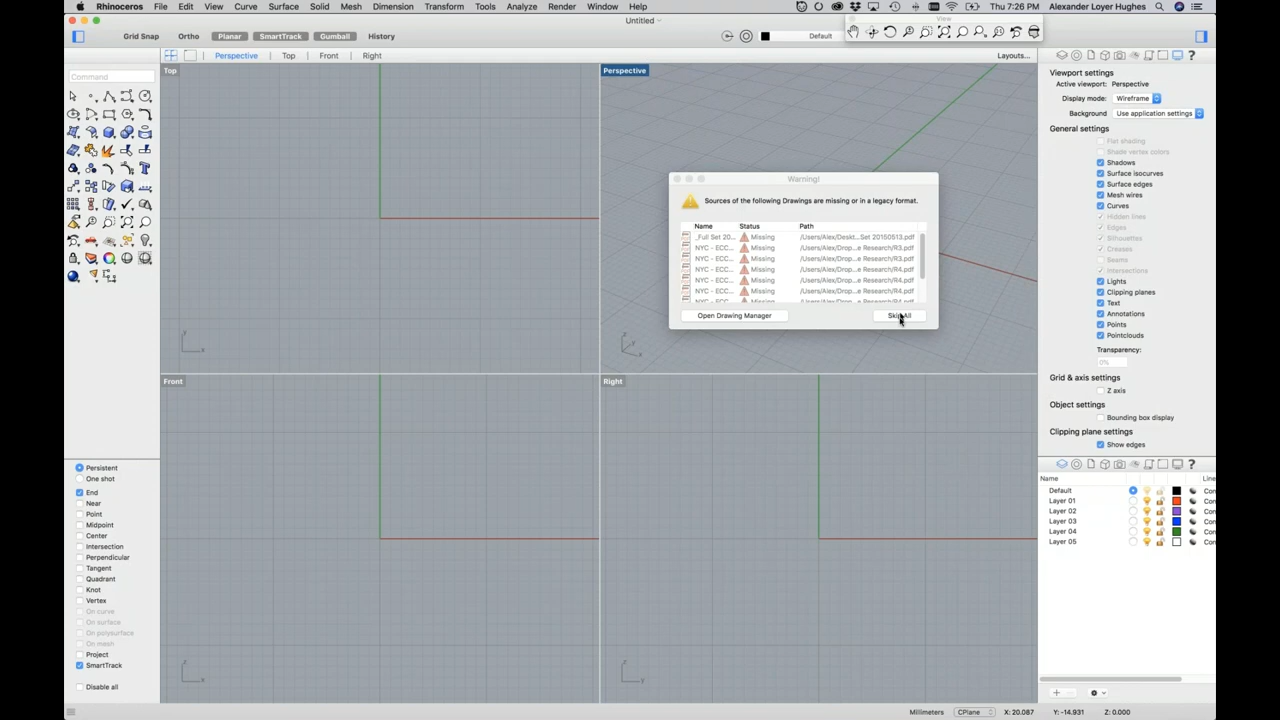 Rhinoceros File Edit View Curve Surface Solid Mesh Dimension Transform Tools Analyze Render Window Help Thu 7:26 PM Alexander Loyer Hughes
Untitled
View
Grid Snap Ortho Planar SmartTrack Gumball History Default
Perspective Top Front Right Layouts...
Command
Top
Perspective
Front
Right
Warning!
Sources of the following Drawings are missing or in a legacy format.
Name Status Path
_Full Set 20... Missing /Users/Alex/Deskt...Set 20150513.pdf
NYC - ECC... Missing /Users/Alex/Drop...e Research/R3.pdf
NYC - ECC... Missing /Users/Alex/Drop...e Research/R3.pdf
NYC - ECC... Missing /Users/Alex/Drop...e Research/R4.pdf
NYC - ECC... Missing /Users/Alex/Drop...e Research/R4.pdf
NYC - ECC... Missing /Users/Alex/Drop...e Research/R4.pdf
NYC - ECC... Missing /Users/Alex/Drop...e Research/R4.pdf
Open Drawing Manager Skip All
Viewport settings
Active viewport: Perspective
Display mode: Wireframe
Background Use application settings
General settings
Flat shading
Shade vertex colors
Shadows
Surface isocurves
Surface edges
Mesh wires
Curves
Hidden lines
Edges
Silhouettes
Creases
Seams
Intersections
Lights
Clipping planes
Text
Annotations
Points
Pointclouds
Transparency:
0%
Grid & axis settings
Z axis
Object settings
Bounding box display
Clipping plane settings
Show edges
Name Line
Default Con
Layer 01 Con
Layer 02 Con
Layer 03 Con
Layer 04 Con
Layer 05 Con
Persistent
One shot
End
Near
Point
Midpoint
Center
Intersection
Perpendicular
Tangent
Quadrant
Knot
Vertex
On curve
On surface
On polysurface
On mesh
Project
SmartTrack
Disable all
y
x
z
y
x
z
x
z
y
Millimeters CPlane X: 20.087 Y: -14.931 Z: 0.000